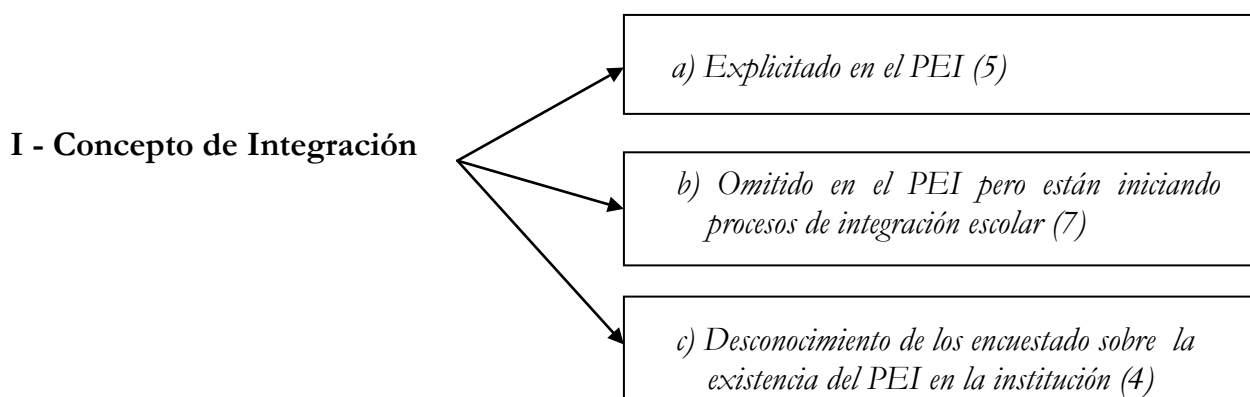 a) Explicitado en el PEI (5)
I - Concepto de Integración
b) Omitido en el PEI pero están iniciando
procesos de integración escolar (7)
c) Desconocimiento de los encuestado sobre la
existencia del PEI en la institución (4)